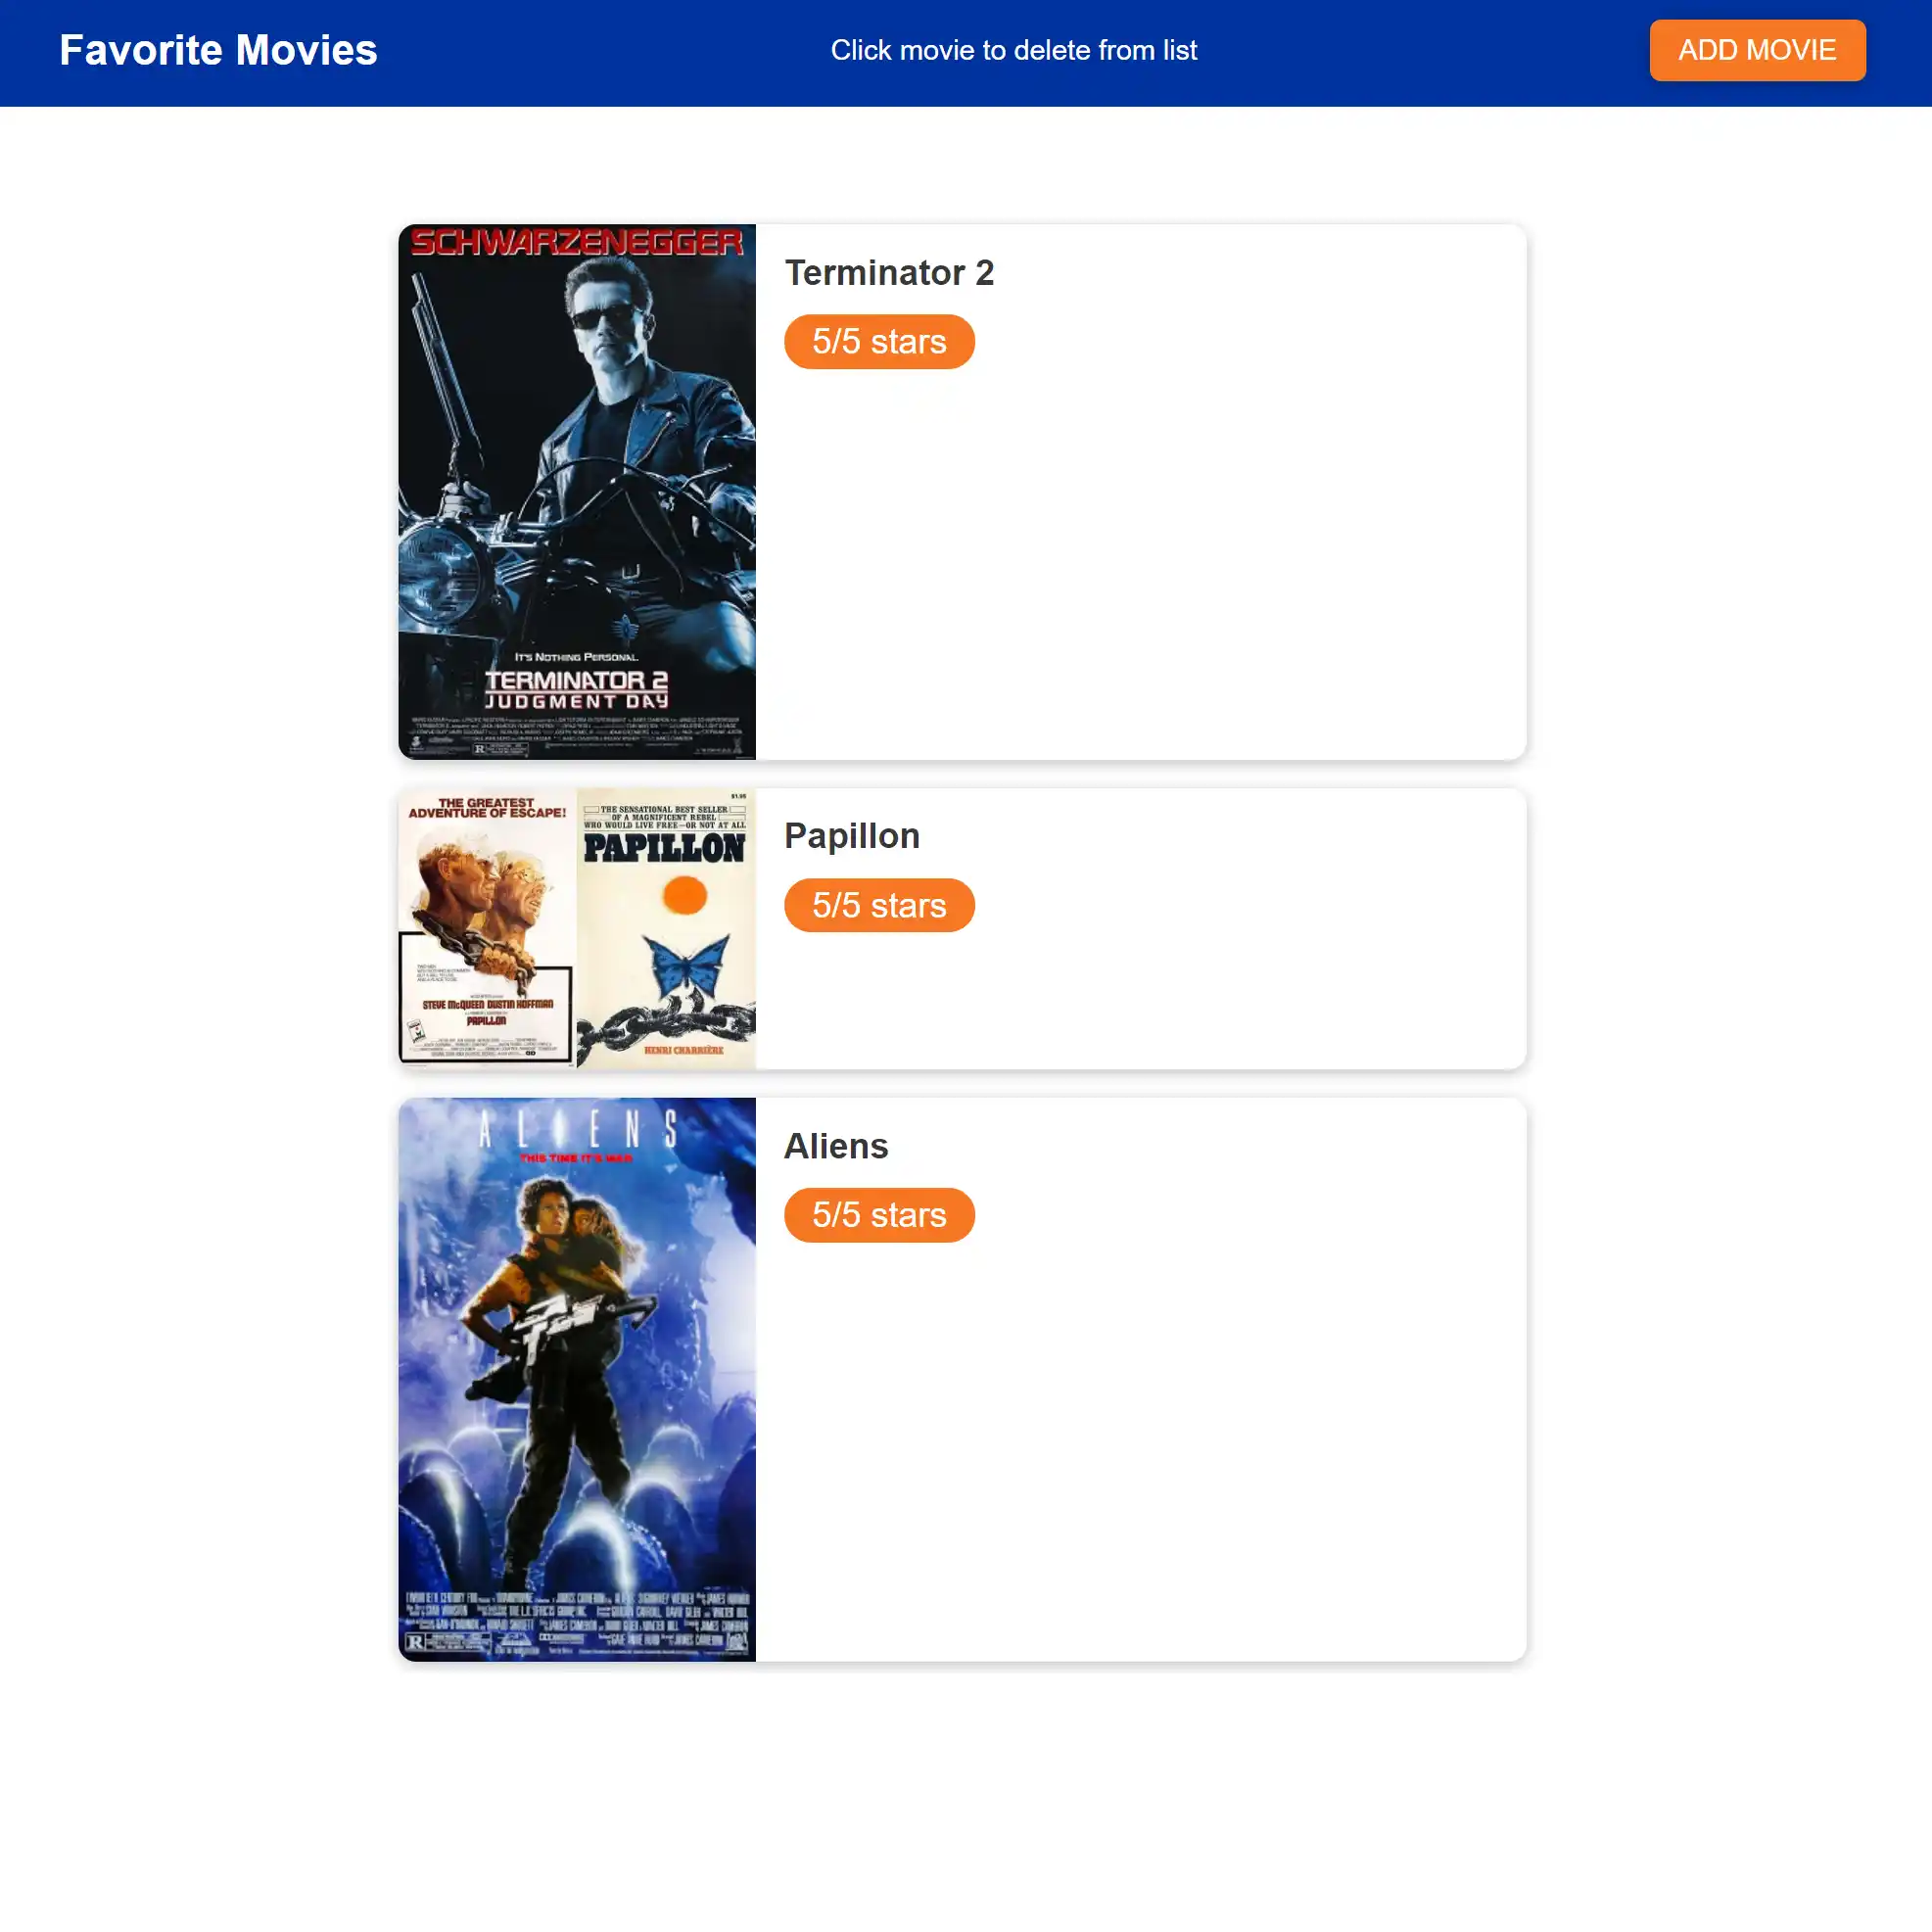 Favorite Movies
Click movie to delete from list
ADD MOVIE
SCHWARZENEGGER
IT'S NOTHING PERSONAL.
TERMINATOR 2
JUDGMENT DAY
R
Terminator 2
5/5 stars
THE GREATEST
ADVENTURE OF ESCAPE!
STEVE McQUEEN DUSTIN HOFFMAN
PAPILLON
$1.95
THE SENSATIONAL BEST SELLER
OF A MAGNIFICENT REBEL
WHO WOULD LIVE FREE—OR NOT AT ALL
PAPILLON
HENRI CHARRIÈRE
Papillon
5/5 stars
ALIENS
THIS TIME IT'S WAR
R
Aliens
5/5 stars